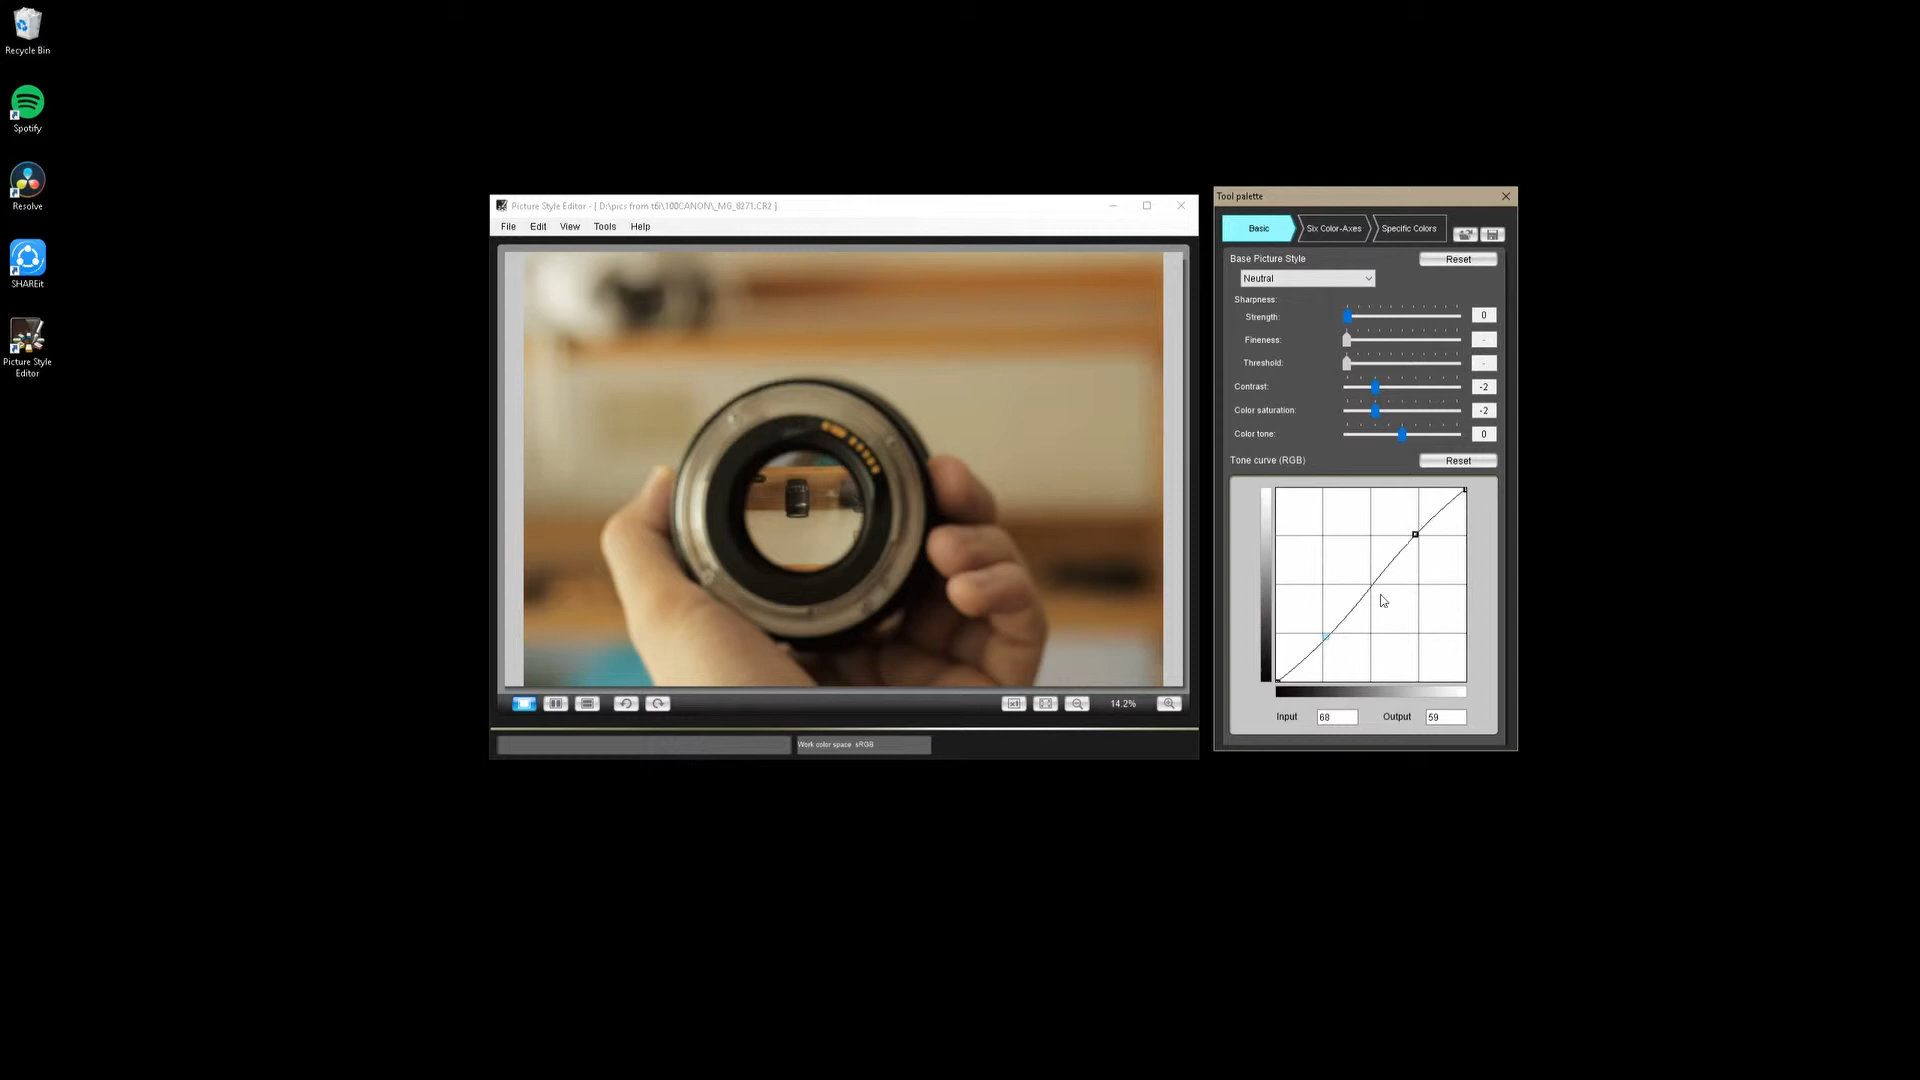 Recycle Bin
Spotify
Resolve
SHAREit
Picture Style
Editor
Picture Style Editor - [ D:\pics from t6i\100CANON\_MG_8271.CR2 ]
File Edit View Tools Help
14.2%
Work color space sRGB
Tool palette
Basic Six Color-Axes Specific Colors
Base Picture Style Reset
Neutral
Sharpness:
Strength: 0
Fineness: -
Threshold: -
Contrast: -2
Color saturation: -2
Color tone: 0
Tone curve (RGB) Reset
Input 68 Output 59